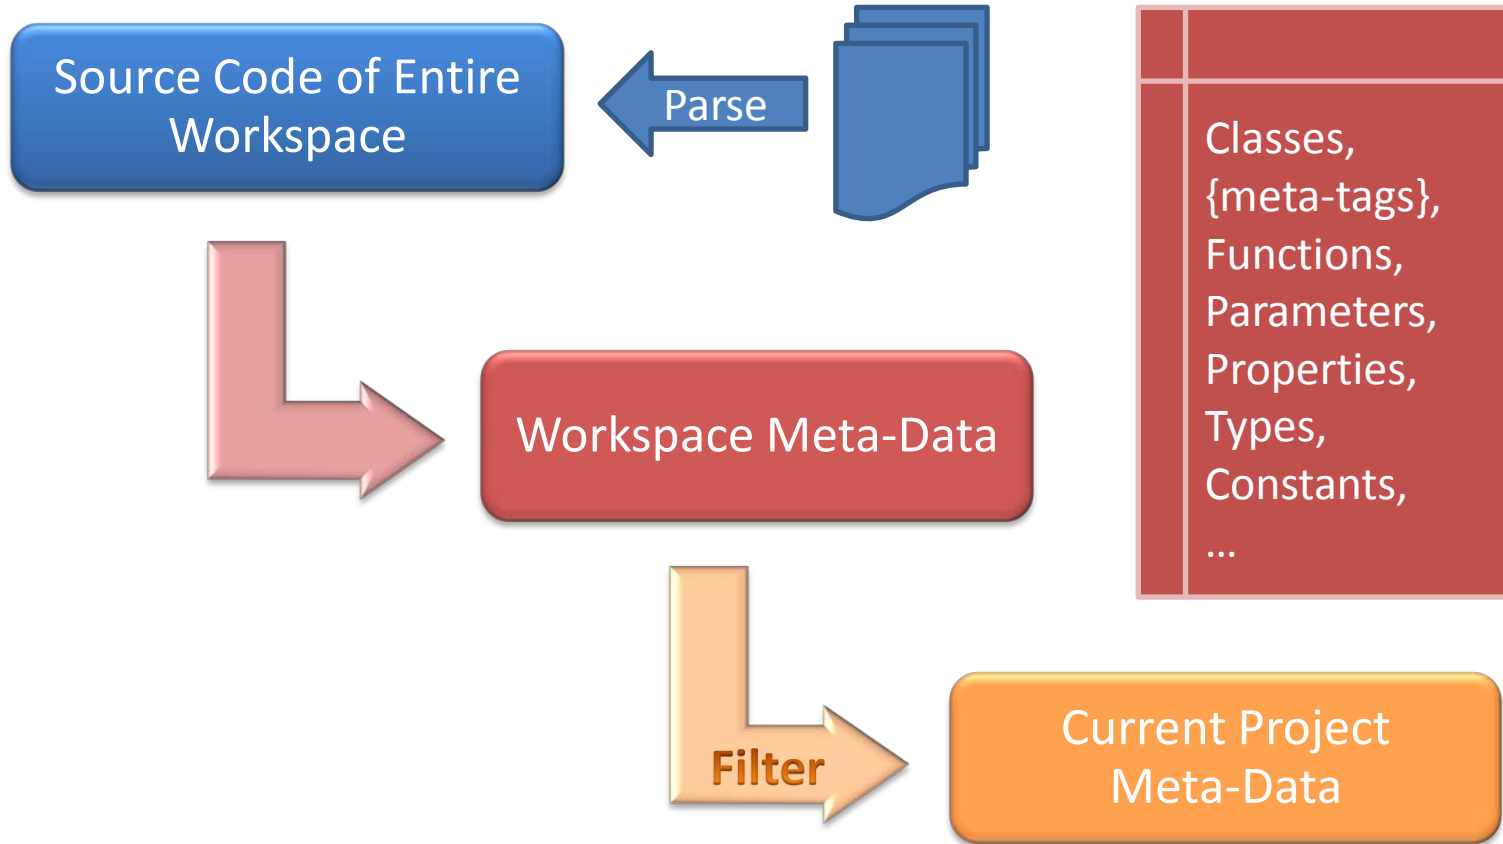 Source Code of Entire
Workspace
Parse
Classes,
{meta-tags},
Functions,
Parameters,
Properties,
Types,
Constants,
…
Workspace Meta-Data
Filter
Current Project
Meta-Data